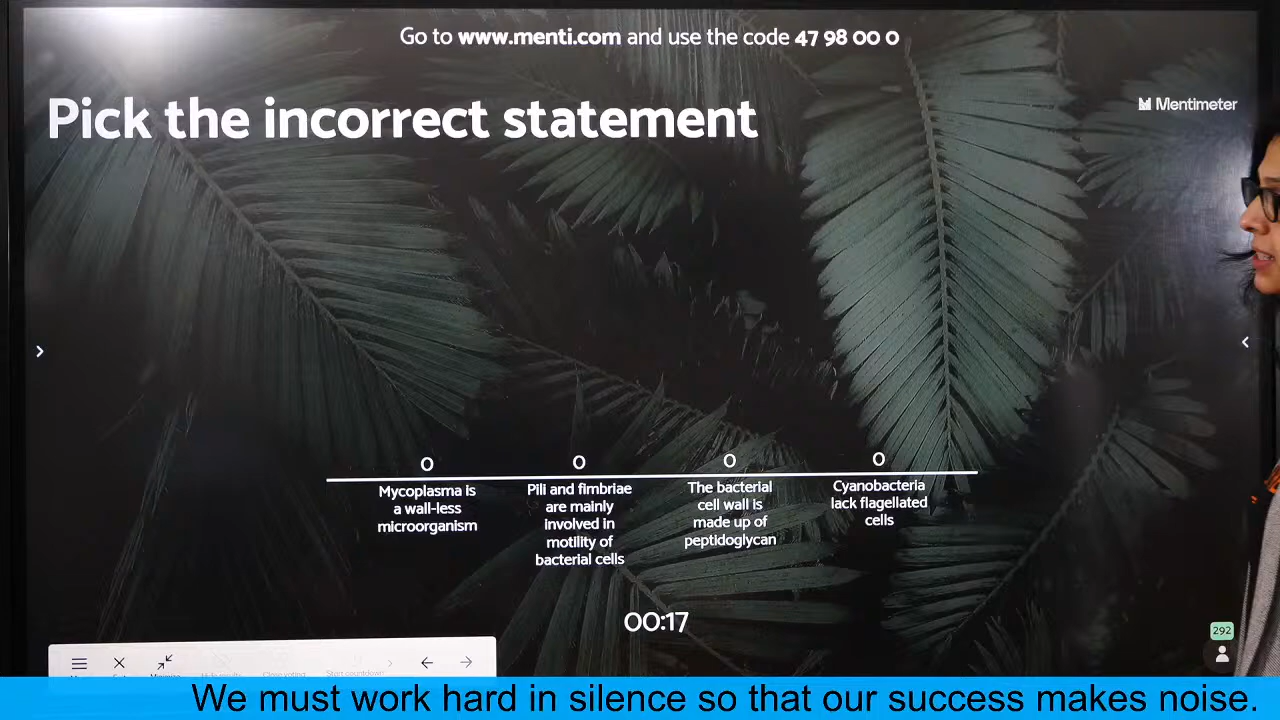 Go to www.menti.com and use the code 47 98 00 0
Mentimeter
Pick the incorrect statement
0
0
0
0
Mycoplasma is
a wall-less
microorganism
Pili and fimbriae
are mainly
involved in
motility of
bacterial cells
The bacterial
cell wall is
made up of
peptidoglycan
Cyanobacteria
lack flagellated
cells
00:17
292
Start countdown
We must work hard in silence so that our success makes noise.